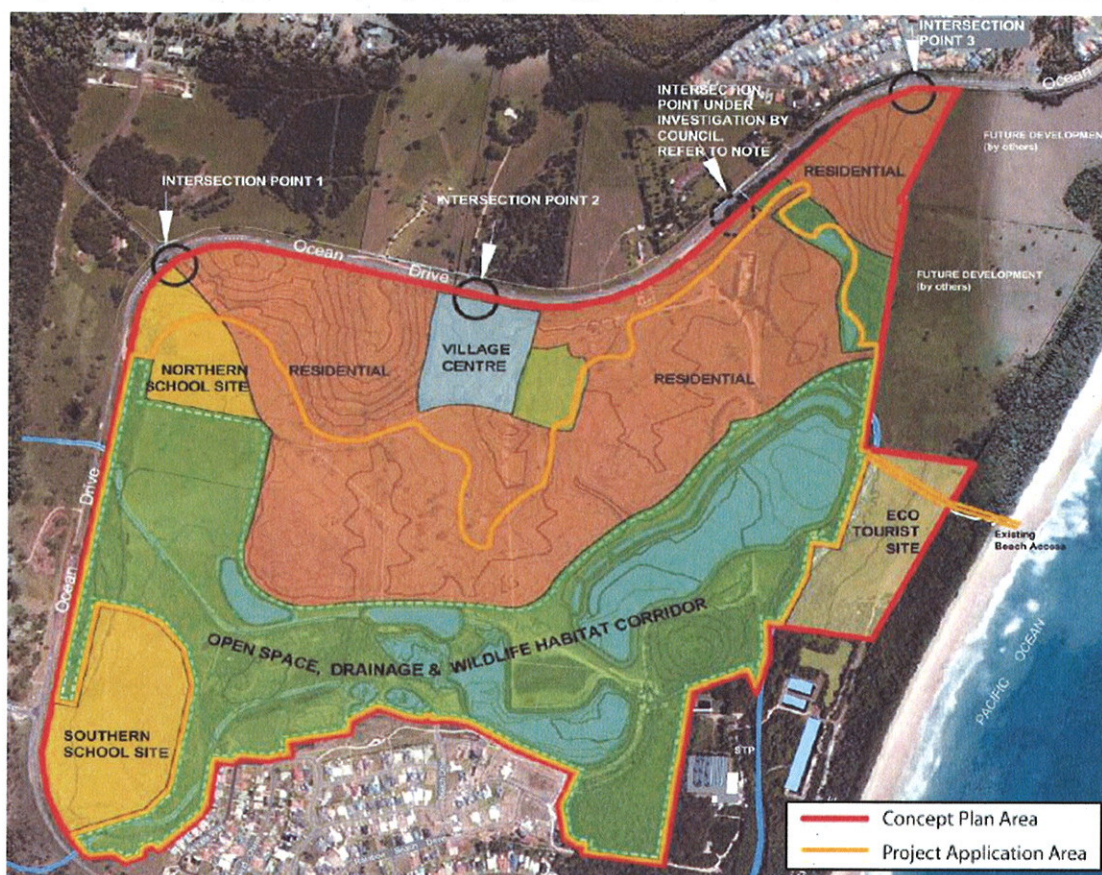 INTERSECTION
POINT 3
Ocean
INTERSECTION
POINT UNDER
INVESTIGATION BY
COUNCIL.
REFER TO NOTE
FUTURE DEVELOPMENT
(by others)
RESIDENTIAL
INTERSECTION POINT 1
INTERSECTION POINT 2
Ocean
Drive
FUTURE DEVELOPMENT
(by others)
VILLAGE
CENTRE
NORTHERN
SCHOOL SITE
RESIDENTIAL
RESIDENTIAL
Ocean Drive
ECO
TOURIST
SITE
Existing
Beach Access
OPEN SPACE, DRAINAGE & WILDLIFE HABITAT CORRIDOR
PACIFIC OCEAN
SOUTHERN
SCHOOL SITE
STP
Concept Plan Area
Project Application Area